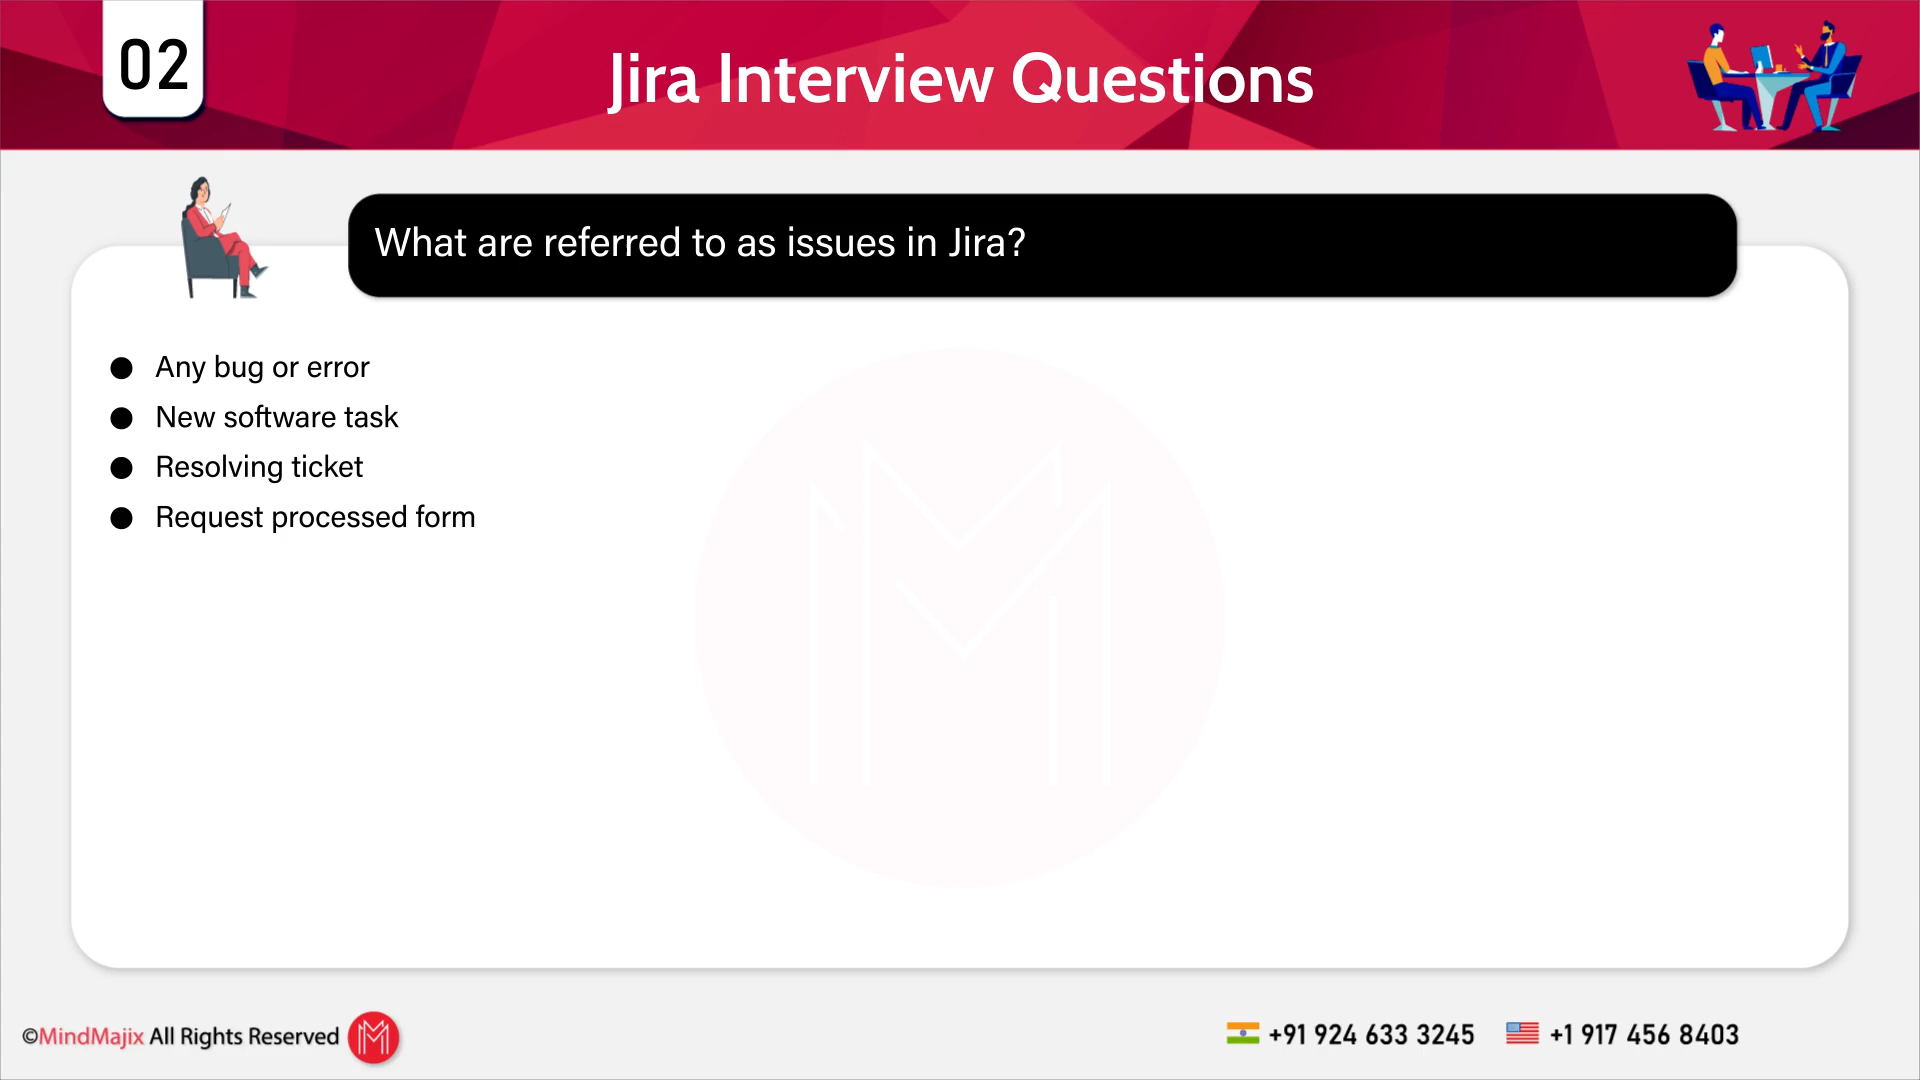 02
Jira Interview Questions
What are referred to as issues in Jira?
● Any bug or error
● New software task
● Resolving ticket
● Request processed form
©MindMajix All Rights Reserved
+91 924 633 3245
+1 917 456 8403